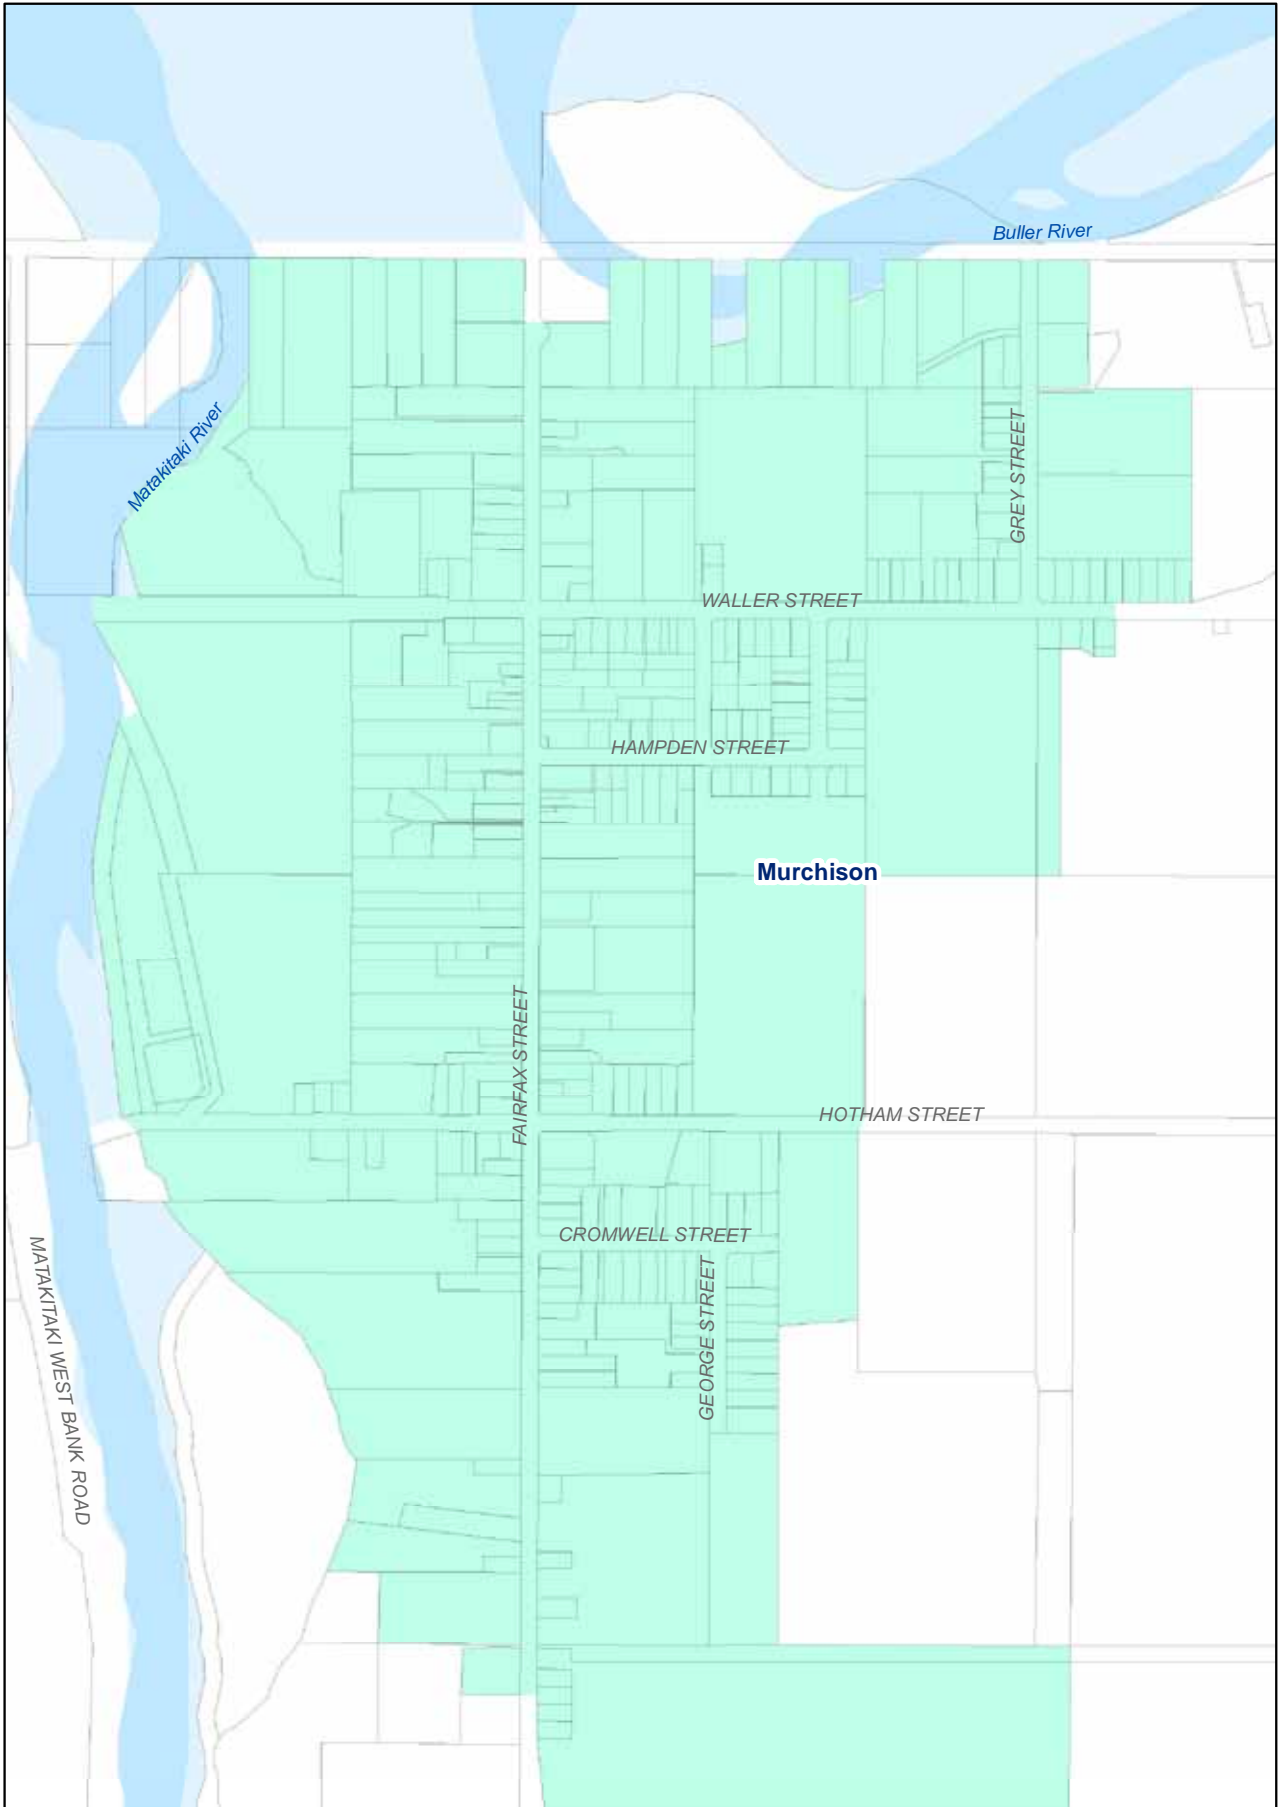 Buller River
Matakitaki River
GREY STREET
WALLER STREET
HAMPDEN STREET
Murchison
FAIRFAX STREET
HOTHAM STREET
CROMWELL STREET
GEORGE STREET
MATAKITAKI WEST BANK ROAD